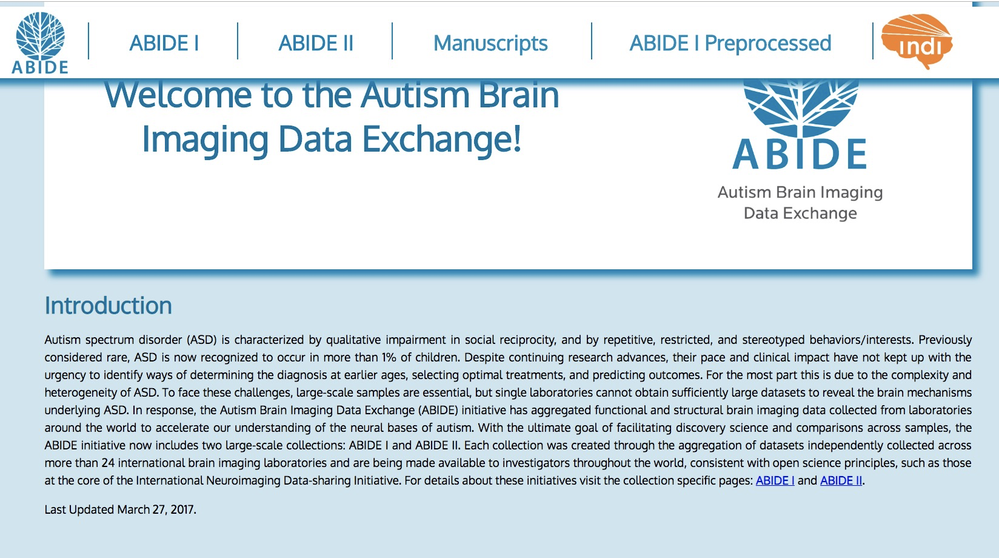 ABIDE
ABIDE I
ABIDE II
Manuscripts
ABIDE I Preprocessed
indi
Welcome to the Autism Brain
Imaging Data Exchange!
ABIDE
Autism Brain Imaging
Data Exchange
Introduction
Autism spectrum disorder (ASD) is characterized by qualitative impairment in social reciprocity, and by repetitive, restricted, and stereotyped behaviors/interests. Previously
considered rare, ASD is now recognized to occur in more than 1% of children. Despite continuing research advances, their pace and clinical impact have not kept up with the
urgency to identify ways of determining the diagnosis at earlier ages, selecting optimal treatments, and predicting outcomes. For the most part this is due to the complexity and
heterogeneity of ASD. To face these challenges, large-scale samples are essential, but single laboratories cannot obtain sufficiently large datasets to reveal the brain mechanisms
underlying ASD. In response, the Autism Brain Imaging Data Exchange (ABIDE) initiative has aggregated functional and structural brain imaging data collected from laboratories
around the world to accelerate our understanding of the neural bases of autism. With the ultimate goal of facilitating discovery science and comparisons across samples, the
ABIDE initiative now includes two large-scale collections: ABIDE I and ABIDE II. Each collection was created through the aggregation of datasets independently collected across
more than 24 international brain imaging laboratories and are being made available to investigators throughout the world, consistent with open science principles, such as those
at the core of the International Neuroimaging Data-sharing Initiative. For details about these initiatives visit the collection specific pages: ABIDE I and ABIDE II.
Last Updated March 27, 2017.